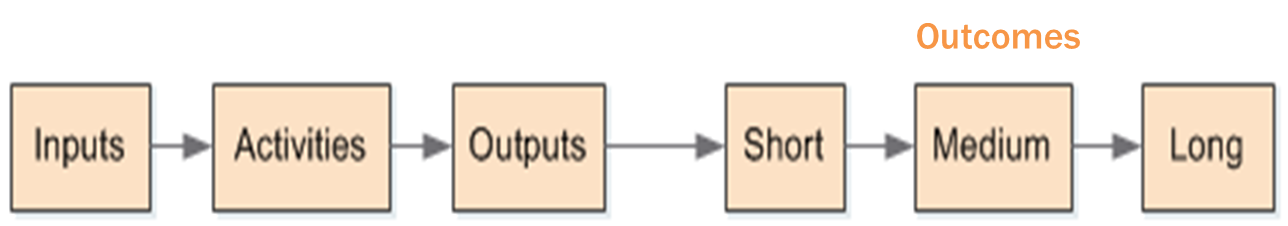 Outcomes
Inputs
Activities
Outputs
Short
Medium
Long